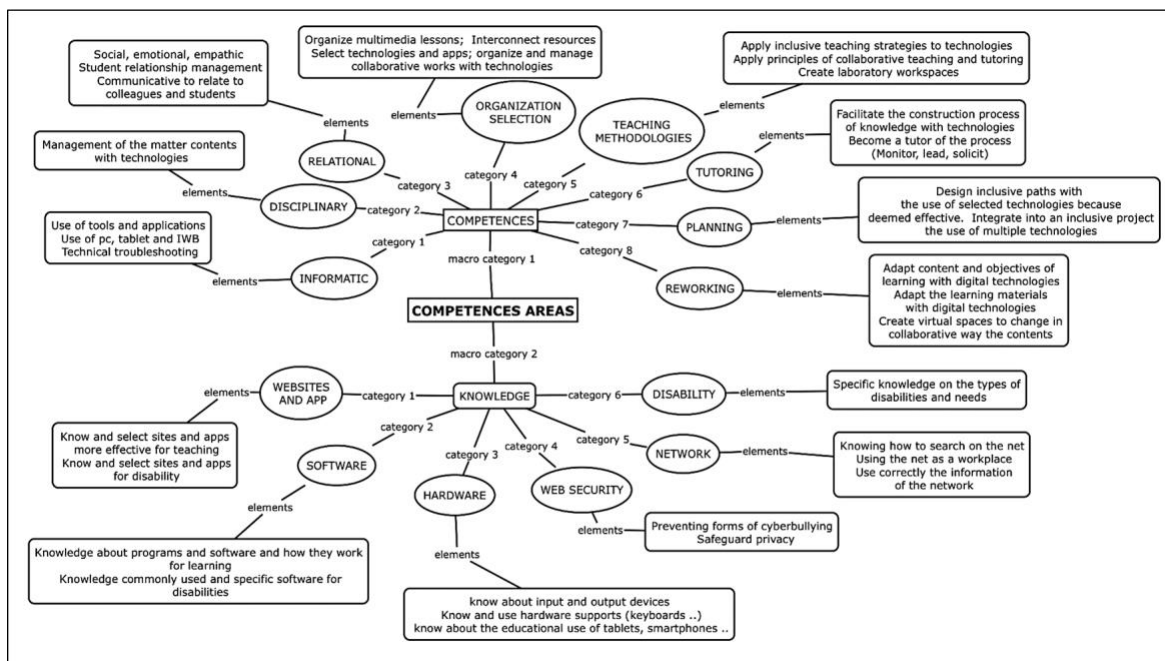 Social, emotional, empathic
Student relationship management
Communicative to relate to
colleagues and students
Organize multimedia lessons;  Interconnect resources
Select technologies and apps; organize and manage
collaborative works with technologies
Apply inclusive teaching strategies to technologies
Apply principles of collaborative teaching and tutoring
Create laboratory workspaces
elements
elements
elements
ORGANIZATION
SELECTION
TEACHING
METHODOLOGIES
Facilitate the construction process
of knowledge with technologies
Become a tutor of the process
(Monitor, lead, solicit)
elements
Management of the matter contents
with technologies
RELATIONAL
TUTORING
elements
category 3
category 4
category 5
category 6
DISCIPLINARY
category 2
COMPETENCES
category 7
PLANNING
elements
Design inclusive paths with
the use of selected technologies because
deemed effective.  Integrate into an inclusive project
the use of multiple technologies
Use of tools and applications
Use of pc, tablet and IWB
Technical troubleshooting
category 1
category 8
elements
INFORMATIC
macro category 1
REWORKING
elements
Adapt content and objectives of
learning with digital technologies
Adapt the learning materials
with digital technologies
Create virtual spaces to change in
collaborative way the contents
COMPETENCES AREAS
macro category 2
elements
WEBSITES
AND APP
category 1
KNOWLEDGE
category 6
DISABILITY
elements
Specific knowledge on the types of
disabilities and needs
Know and select sites and apps
more effective for teaching
Know and select sites and apps
for disability
category 2
category 3
category 4
category 5
SOFTWARE
NETWORK
elements
Knowing how to search on the net
Using the net as a workplace
Use correctly the information
of the network
HARDWARE
WEB SECURITY
elements
elements
Preventing forms of cyberbullying
Safeguard privacy
Knowledge about programs and software and how they work
for learning
Knowledge commonly used and specific software for
disabilities
elements
know about input and output devices
Know and use hardware supports (keyboards ..)
know about the educational use of tablets, smartphones ..